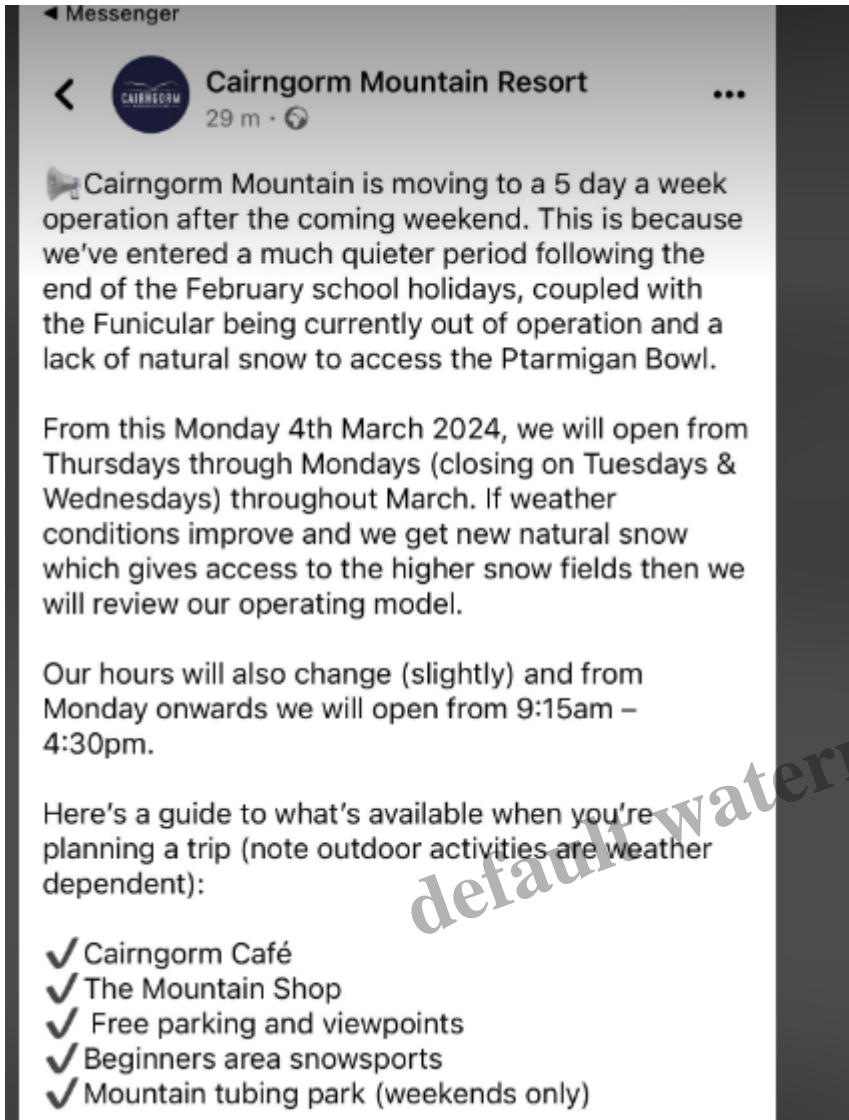 ◀ Messenger
CAIRNGORM
Cairngorm Mountain Resort
29 m ·
Cairngorm Mountain is moving to a 5 day a week
operation after the coming weekend. This is because
we've entered a much quieter period following the
end of the February school holidays, coupled with
the Funicular being currently out of operation and a
lack of natural snow to access the Ptarmigan Bowl.
From this Monday 4th March 2024, we will open from
Thursdays through Mondays (closing on Tuesdays &
Wednesdays) throughout March. If weather
conditions improve and we get new natural snow
which gives access to the higher snow fields then we
will review our operating model.
Our hours will also change (slightly) and from
Monday onwards we will open from 9:15am –
4:30pm.
Here's a guide to what's available when you're
planning a trip (note outdoor activities are weather
dependent):
✔Cairngorm Café
✔The Mountain Shop
✔ Free parking and viewpoints
✔Beginners area snowsports
✔Mountain tubing park (weekends only)
default